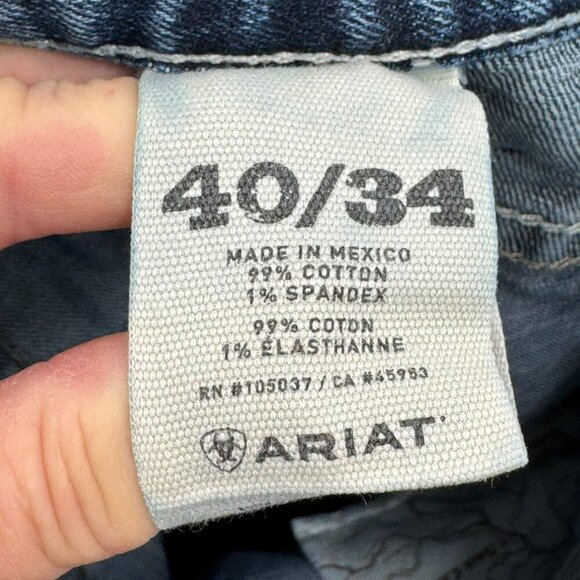 40/34
MADE IN MEXICO
99% COTTON
1% SPANDEX
99% COTON
1% ÉLASTHANNE
RN #105037 / CA #45953
ARIAT